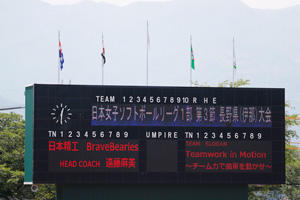 TEAM 1 2 3 4 5 6 7 8 9 10 R H E
日本女子ソフトボールリーグ1部 第3節 長野県(伊那)大会
TN 1 2 3 4 5 6 7 8 9 UMPIRE TN 1 2 3 4 5 6 7 8 9
日本精工 BraveBearies
HEAD COACH 遠藤麻美
TEAM SLOGAN
Teamwork in Motion
～チーム力で歯車を動かせ～